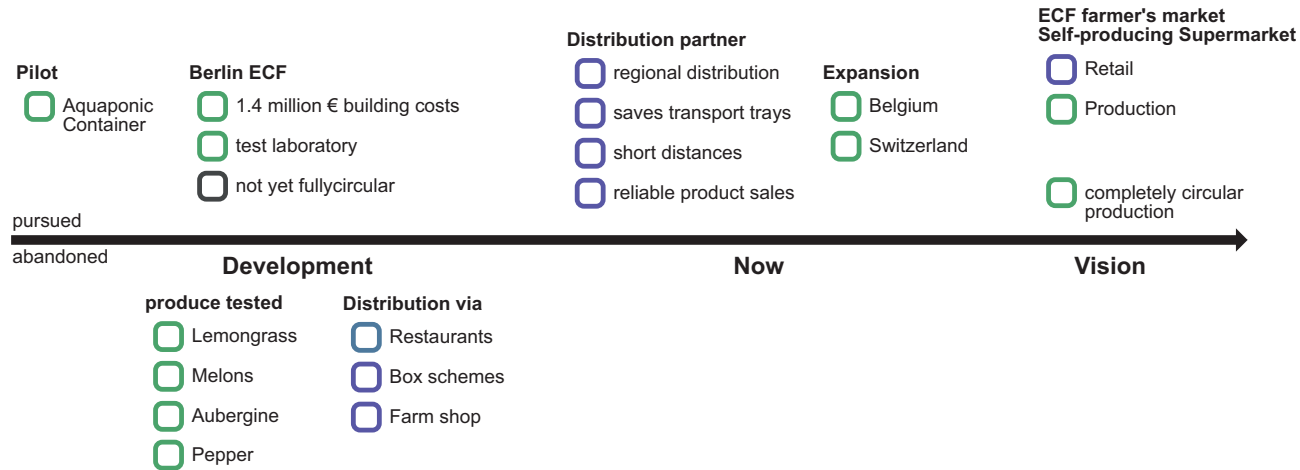 Pilot
Aquaponic
Container
Berlin ECF
1.4 million € building costs
test laboratory
not yet fullycircular
Distribution partner
regional distribution
saves transport trays
short distances
reliable product sales
Expansion
Belgium
Switzerland
ECF farmer's market
Self-producing Supermarket
Retail
Production
completely circular
production
pursued
abandoned
Development
Now
Vision
produce tested
Lemongrass
Melons
Aubergine
Pepper
Distribution via
Restaurants
Box schemes
Farm shop